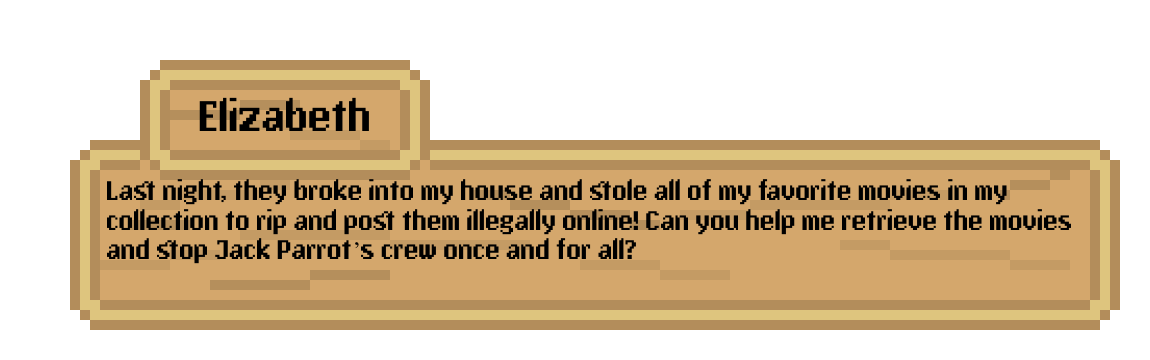 Elizabeth
Last night, they broke into my house and stole all of my favorite movies in my
collection to rip and post them illegally online! Can you help me retrieve the movies
and stop Jack Parrot's crew once and for all?